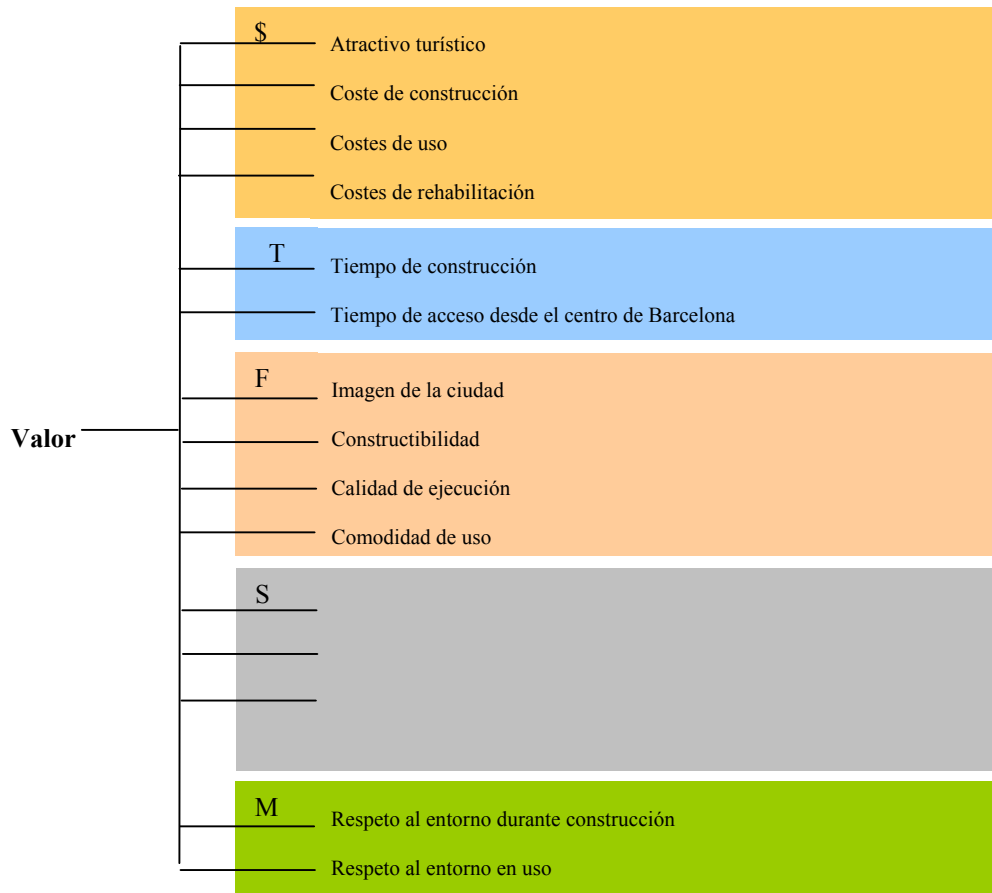 $
Atractivo turístico
Coste de construcción
Costes de uso
Costes de rehabilitación
T
Tiempo de construcción
Tiempo de acceso desde el centro de Barcelona
F
Imagen de la ciudad
Valor
Constructibilidad
Calidad de ejecución
Comodidad de uso
S
M
Respeto al entorno durante construcción
Respeto al entorno en uso